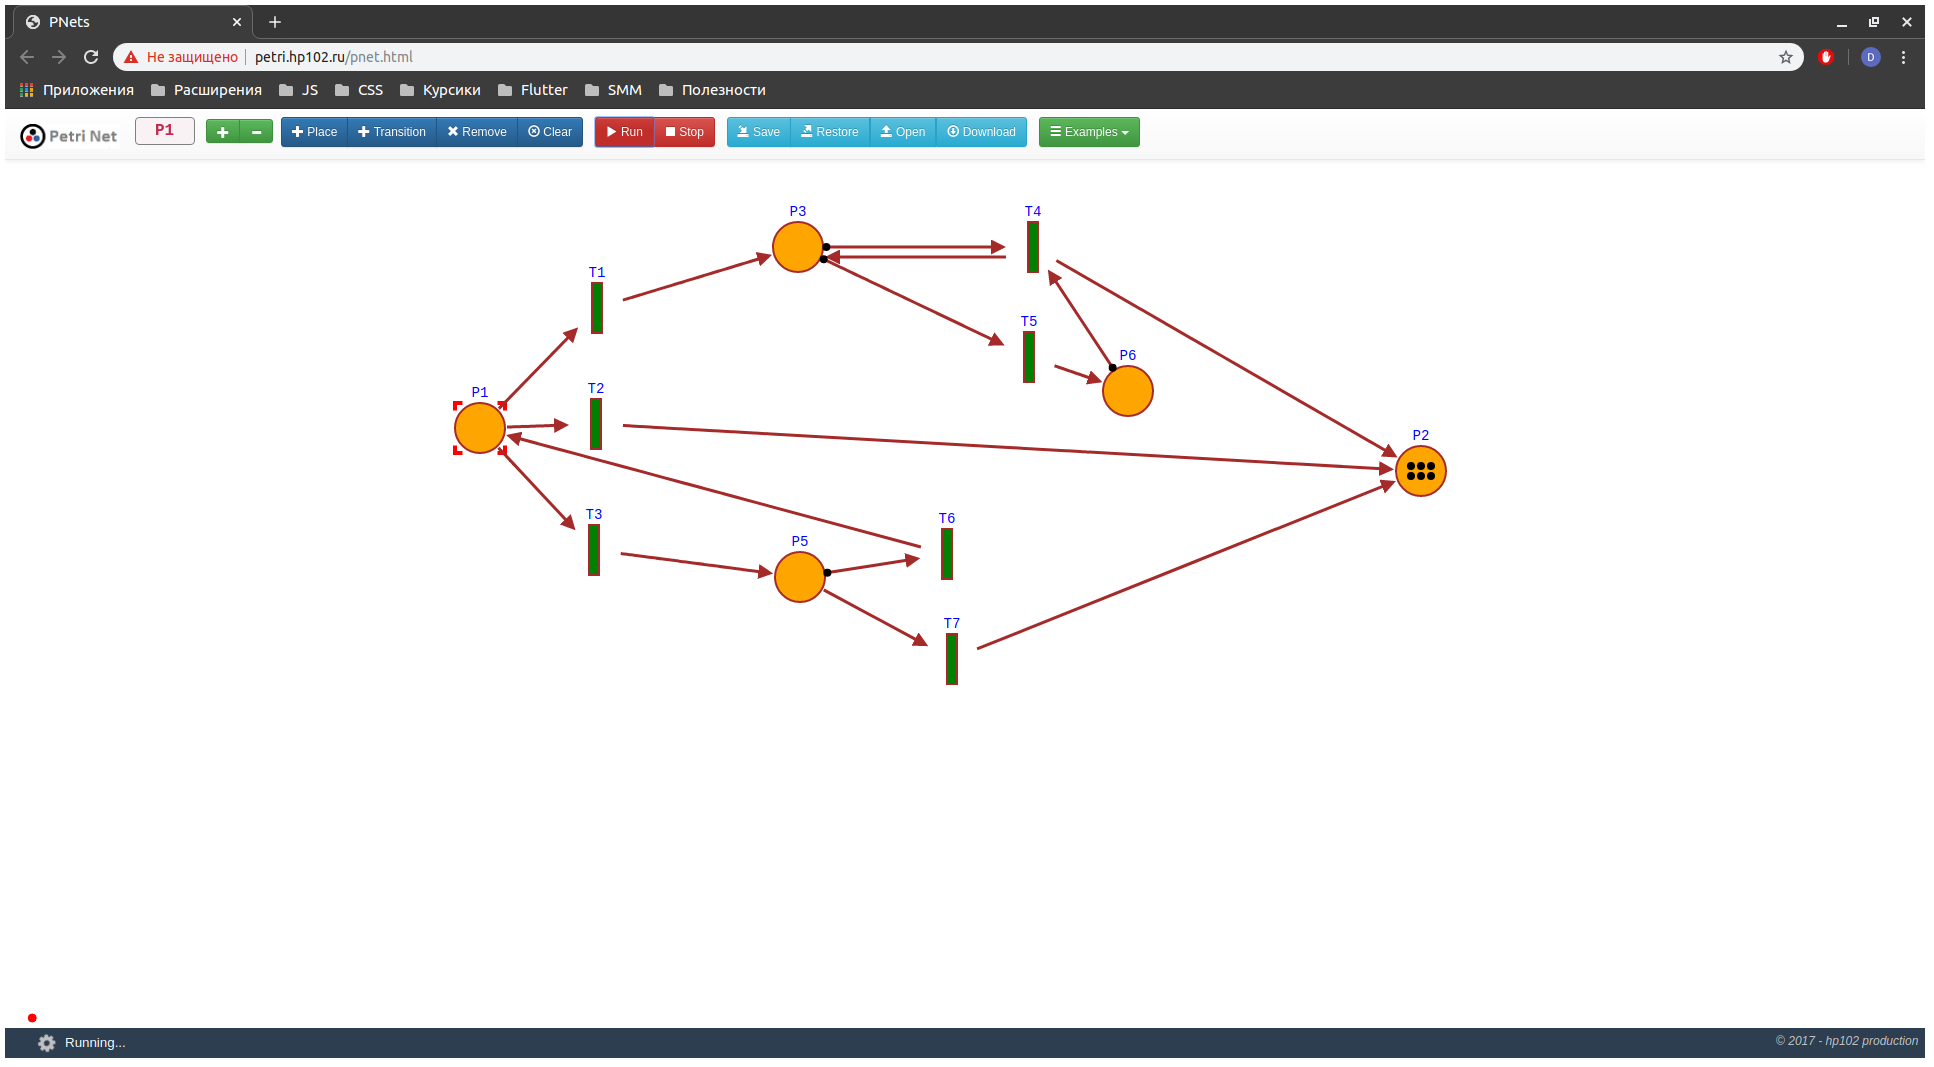 PNets
Не защищено petri.hp102.ru/pnet.html
D
Приложения Расширения JS CSS Курсики Flutter SMM Полезности
Petri Net P1 Place Transition Remove Clear Run Stop Save Restore Open Download Examples
P3
T4
T1
T5
P6
T2
P1
P2
T3
T6
P5
T7
Running...
© 2017 - hp102 production